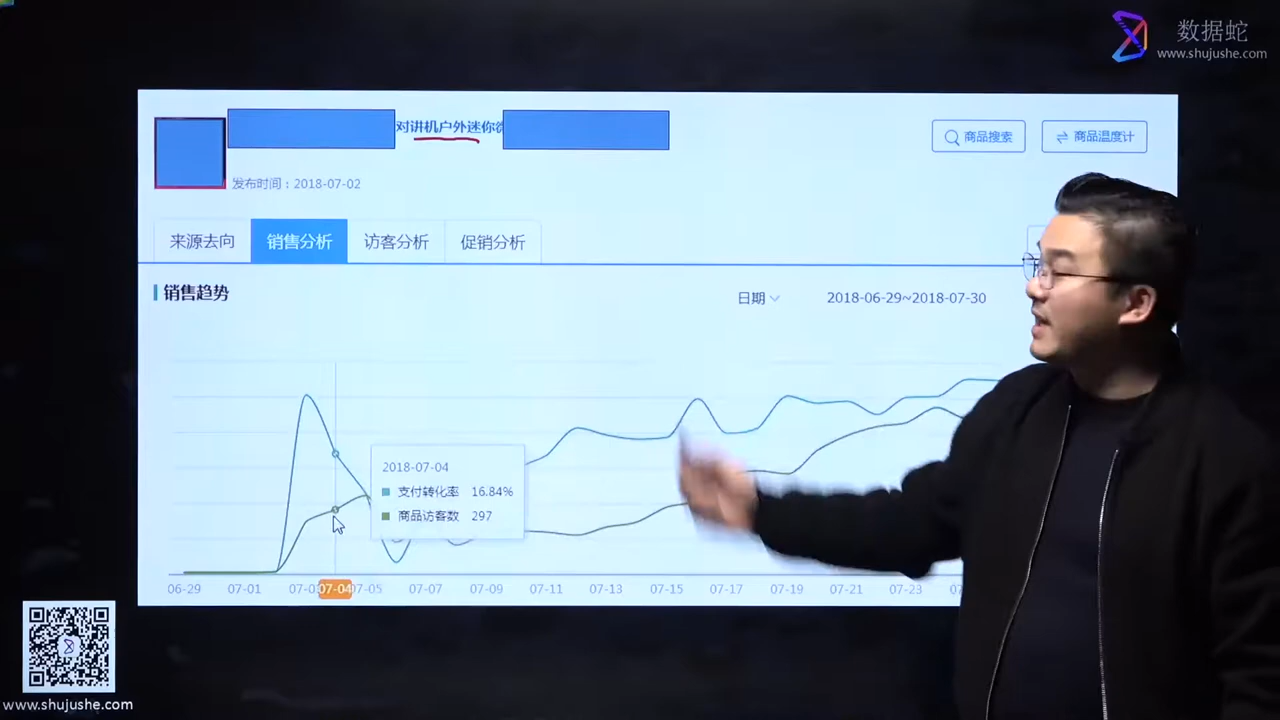 数据蛇
www.shujushe.com
对讲机户外迷你
发布时间：2018-07-02
商品搜索
商品温度计
来源去向
销售分析
访客分析
促销分析
销售趋势
日期
2018-06-29~2018-07-30
2018-07-04
支付转化率 16.84%
商品访客数 297
06-29 07-01 07-04 07-05 07-07 07-09 07-11 07-13 07-15 07-17 07-19 07-21 07-23
www.shujushe.com